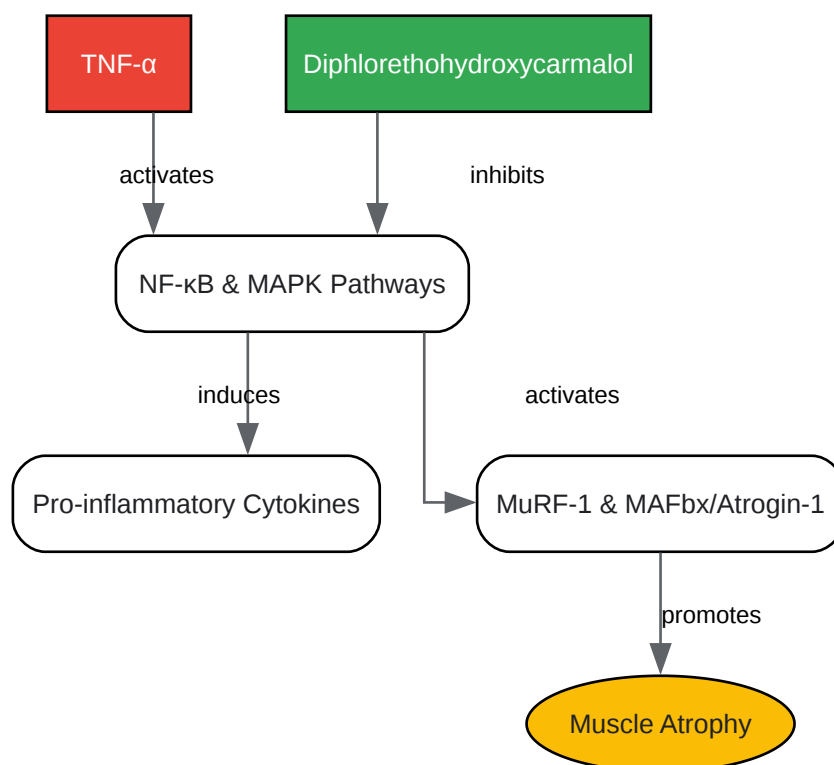 TNF-α
Diphlorethohydroxycarmalol
activates
inhibits
NF-κB & MAPK Pathways
induces
activates
Pro-inflammatory Cytokines
MuRF-1 & MAFbx/Atrogin-1
promotes
Muscle Atrophy